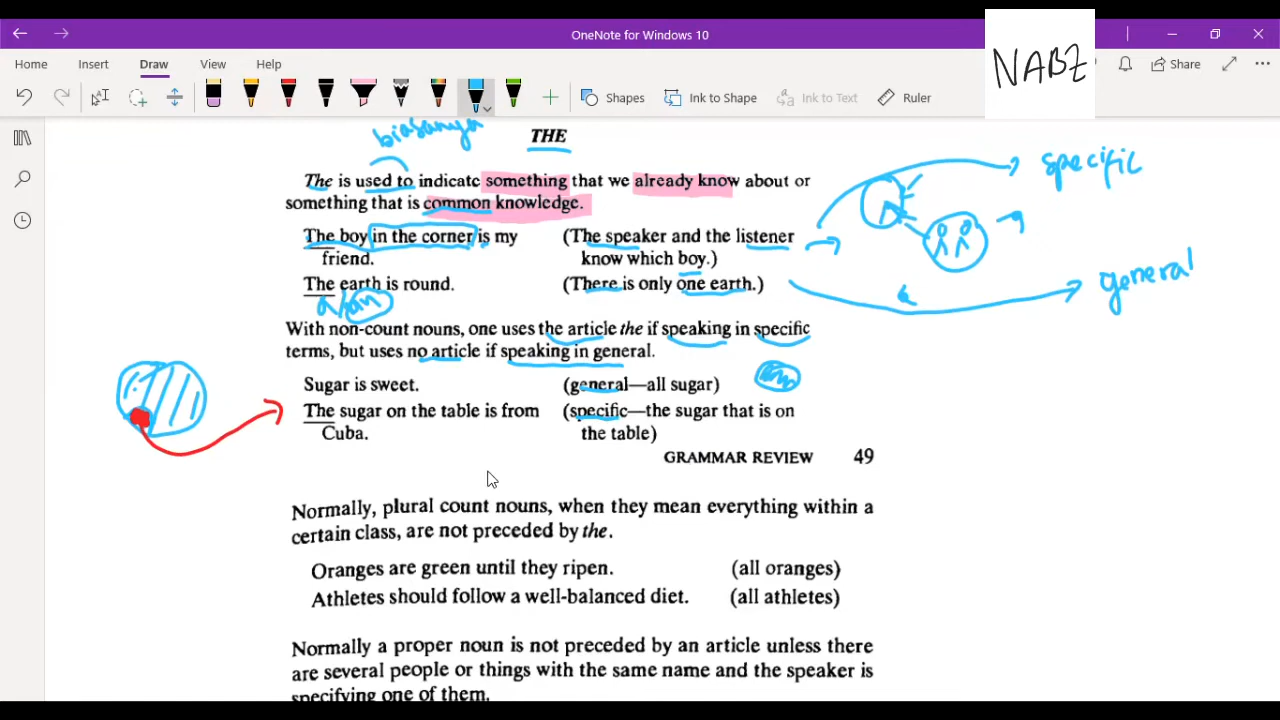 OneNote for Windows 10
NABZ
Home Insert Draw View Help
Share
Shapes Ink to Shape Ink to Text Ruler
biasanya
THE
The is used to indicate something that we already know about or
something that is common knowledge.
specific
The boy in the corner is my (The speaker and the listener
friend. know which boy.)
The earth is round. (There is only one earth.)
general
a/an
With non-count nouns, one uses the article the if speaking in specific
terms, but uses no article if speaking in general.
Sugar is sweet. (general—all sugar)
The sugar on the table is from (specific—the sugar that is on
Cuba. the table)
GRAMMAR REVIEW 49
Normally, plural count nouns, when they mean everything within a
certain class, are not preceded by the.
Oranges are green until they ripen. (all oranges)
Athletes should follow a well-balanced diet. (all athletes)
Normally a proper noun is not preceded by an article unless there
are several people or things with the same name and the speaker is
specifying one of them.